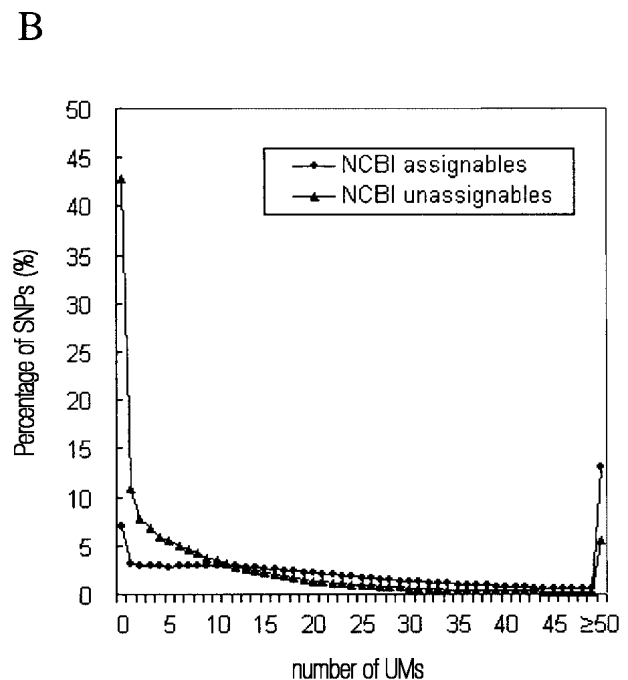 B
50
45
40
35
30
25
20
15
10
5
0
Percentage of SNPs (%)
NCBI assignables
NCBI unassignables
0 5 10 15 20 25 30 35 40 45 ≥50
number of UMs